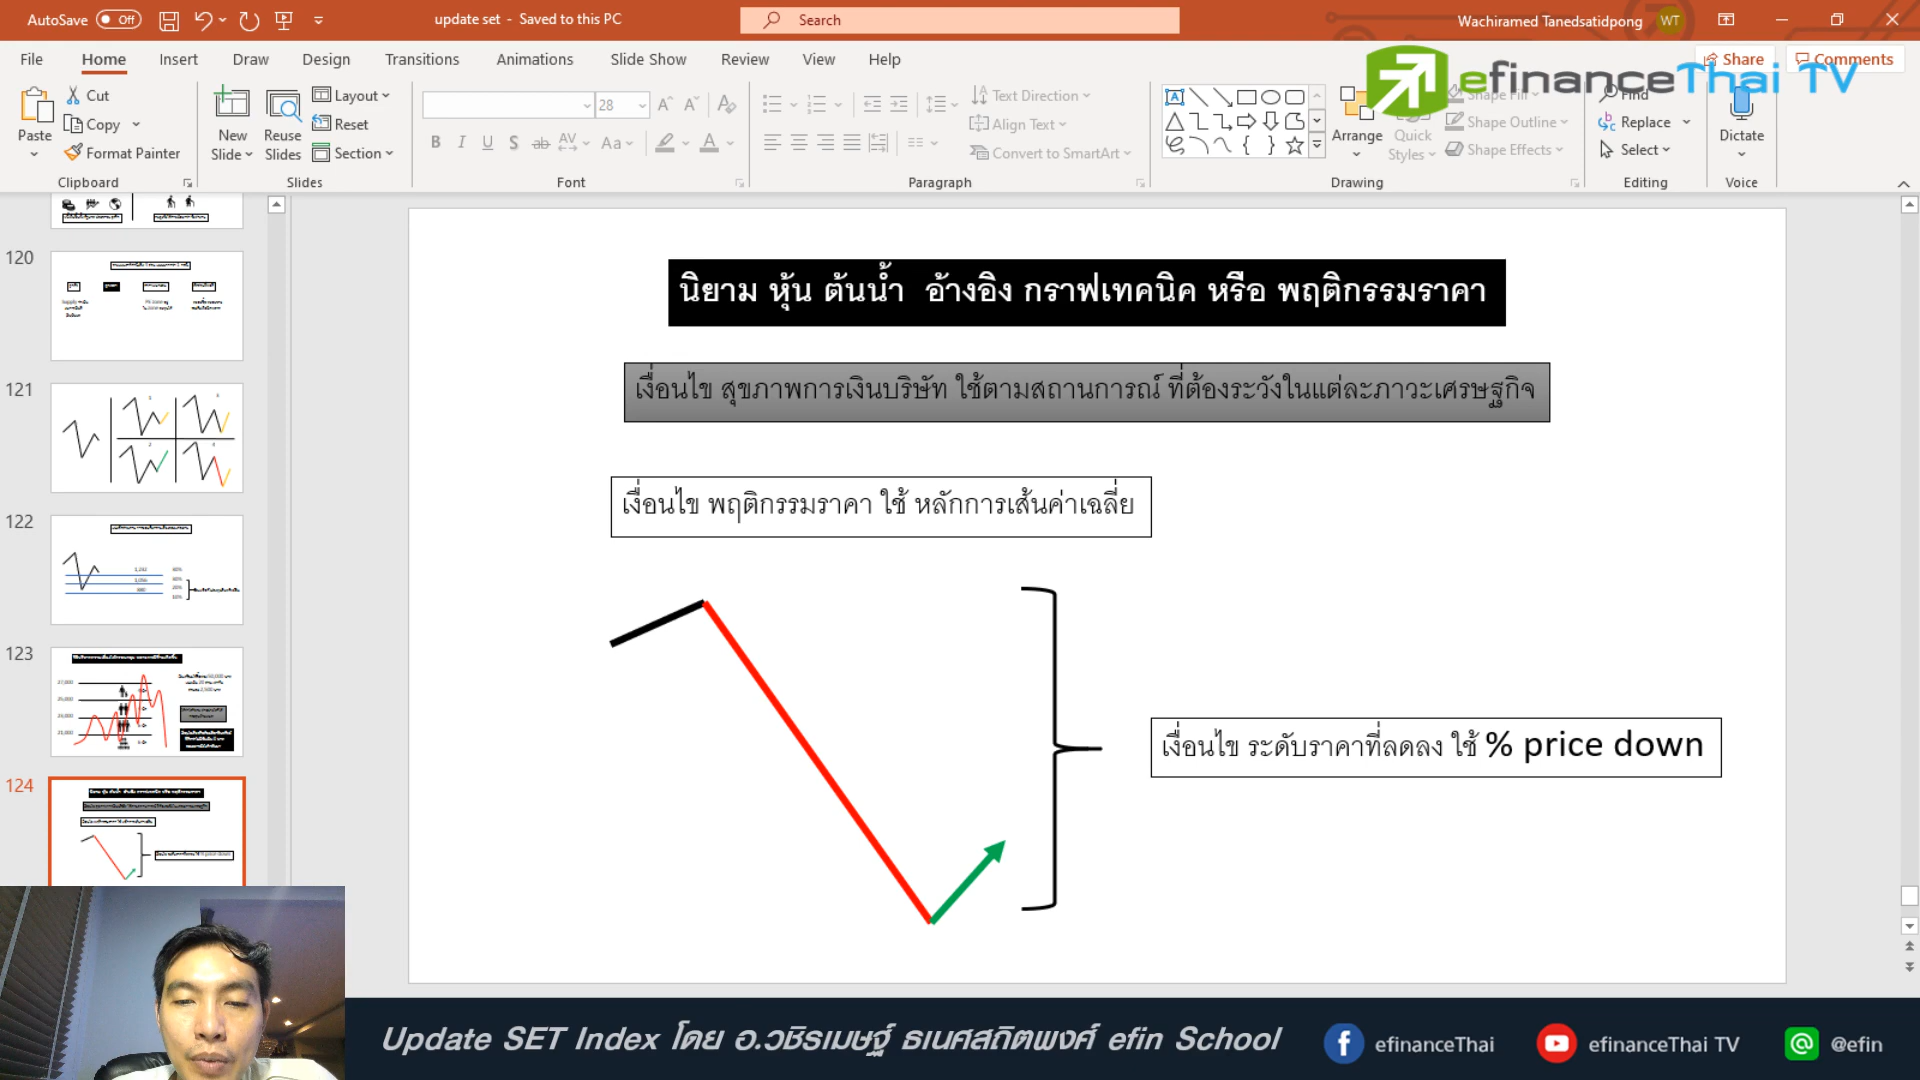 AutoSave Off update set - Saved to this PC Search Wachiramed Tanedsatidpong WT
File Home Insert Draw Design Transitions Animations Slide Show Review View Help Share Comments
efinanceThai TV
Paste Cut Copy Format Painter
New Slide Reuse Slides Layout Reset Section
28
B I U S ab AV Aa A
Text Direction
Align Text
Convert to SmartArt
Arrange Quick Styles Shape Fill
Shape Outline
Shape Effects
Find
Replace
Select
Dictate
Clipboard Slides Font Paragraph Drawing Editing Voice
120
121
122
123
124
นิยาม หุ้น ต้นน้ำ อ้างอิง กราฟเทคนิค หรือ พฤติกรรมราคา
เงื่อนไข สุขภาพการเงินบริษัท ใช้ตามสถานการณ์ ที่ต้องระวังในแต่ละภาวะเศรษฐกิจ
เงื่อนไข พฤติกรรมราคา ใช้ หลักการเส้นค่าเฉลี่ย
เงื่อนไข ระดับราคาที่ลดลง ใช้ % price down
Update SET Index โดย อ.วชิรเมษฐ์ ธเนศสถิตพงศ์ efin School
efinanceThai
efinanceThai TV
@efin